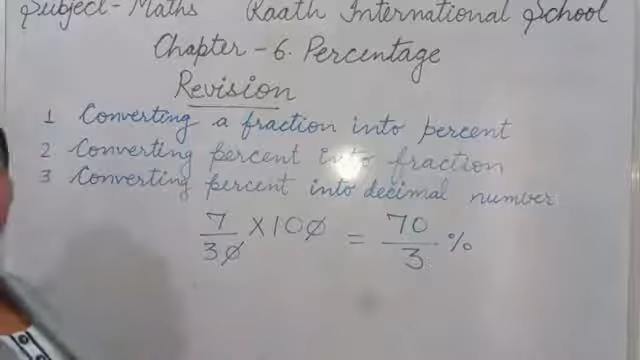 Subject - Maths Raath International School
Chapter - 6. Percentage
Revision
1 Converting a fraction into percent
2 Converting percent into fraction
3 Converting percent into decimal number
7/30 × 100 = 70/3 %